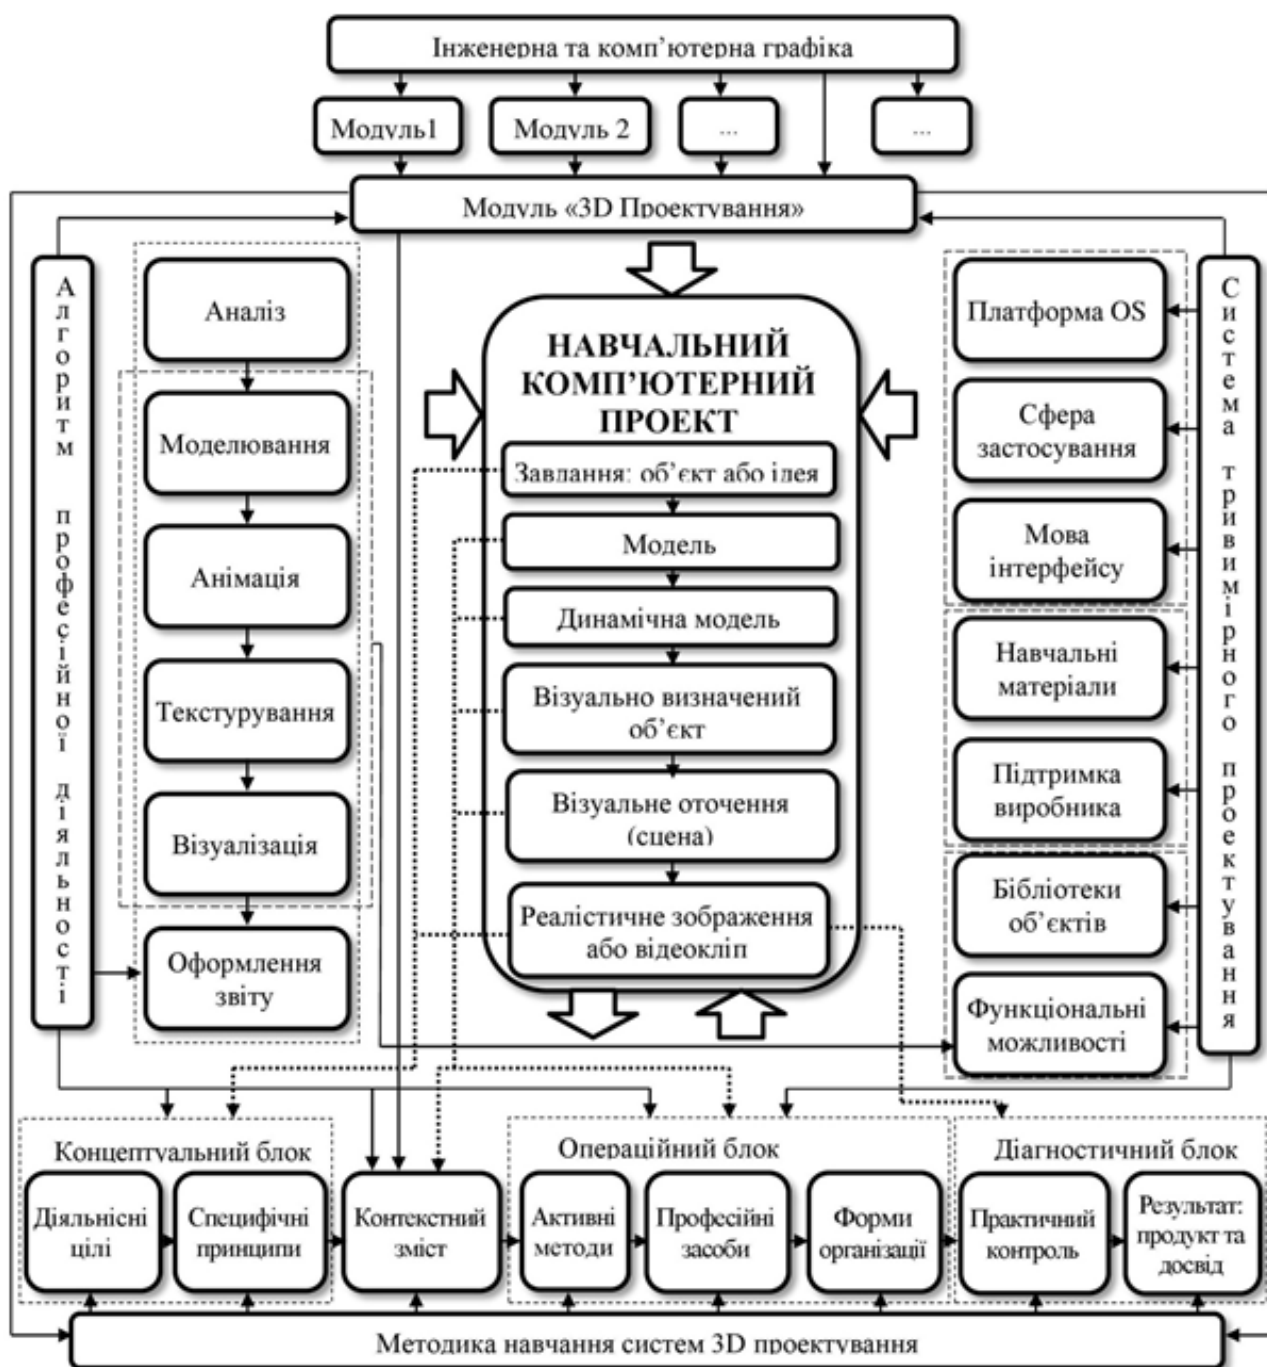 Інженерна та комп’ютерна графіка
Модуль1
Модуль 2
...
...
Модуль «3D Проектування»
Алгоритм професійної діяльності
Аналіз
Моделювання
Анімація
Текстурування
Візуалізація
Оформлення
звіту
НАВЧАЛЬНИЙ
КОМП’ЮТЕРНИЙ
ПРОЕКТ
Завдання: об’єкт або ідея
Модель
Динамічна модель
Візуально визначений
об’єкт
Візуальне оточення
(сцена)
Реалістичне зображення
або відеокліп
Платформа OS
Сфера
застосування
Мова
інтерфейсу
Навчальні
матеріали
Підтримка
виробника
Бібліотеки
об’єктів
Функціональні
можливості
Система тривимірного проектування
Концептуальний блок
Діяльнісні
цілі
Специфічні
принципи
Контекстний
зміст
Операційний блок
Активні
методи
Професійні
засоби
Форми
організації
Діагностичний блок
Практичний
контроль
Результат:
продукт та
досвід
Методика навчання систем 3D проектування